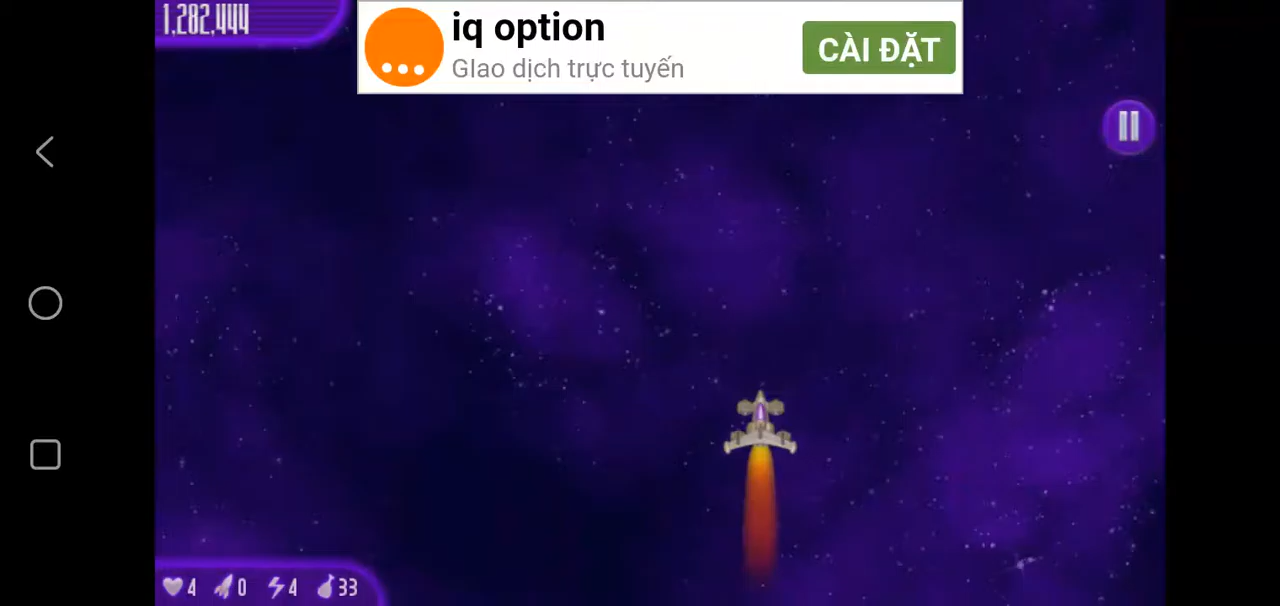 1,282,444
iq option
GIao dịch trực tuyến
CÀI ĐẶT
4 0 4 33